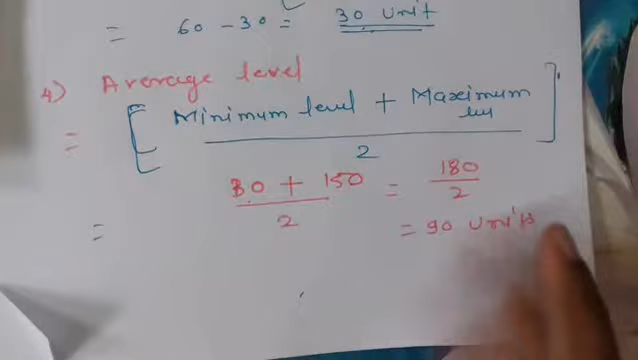 = 60 - 30 = 30 Unit
4) Average level
= [ Minimum level + Maximum level / 2 ]
= 30 + 150 / 2 = 180 / 2
= 90 Units